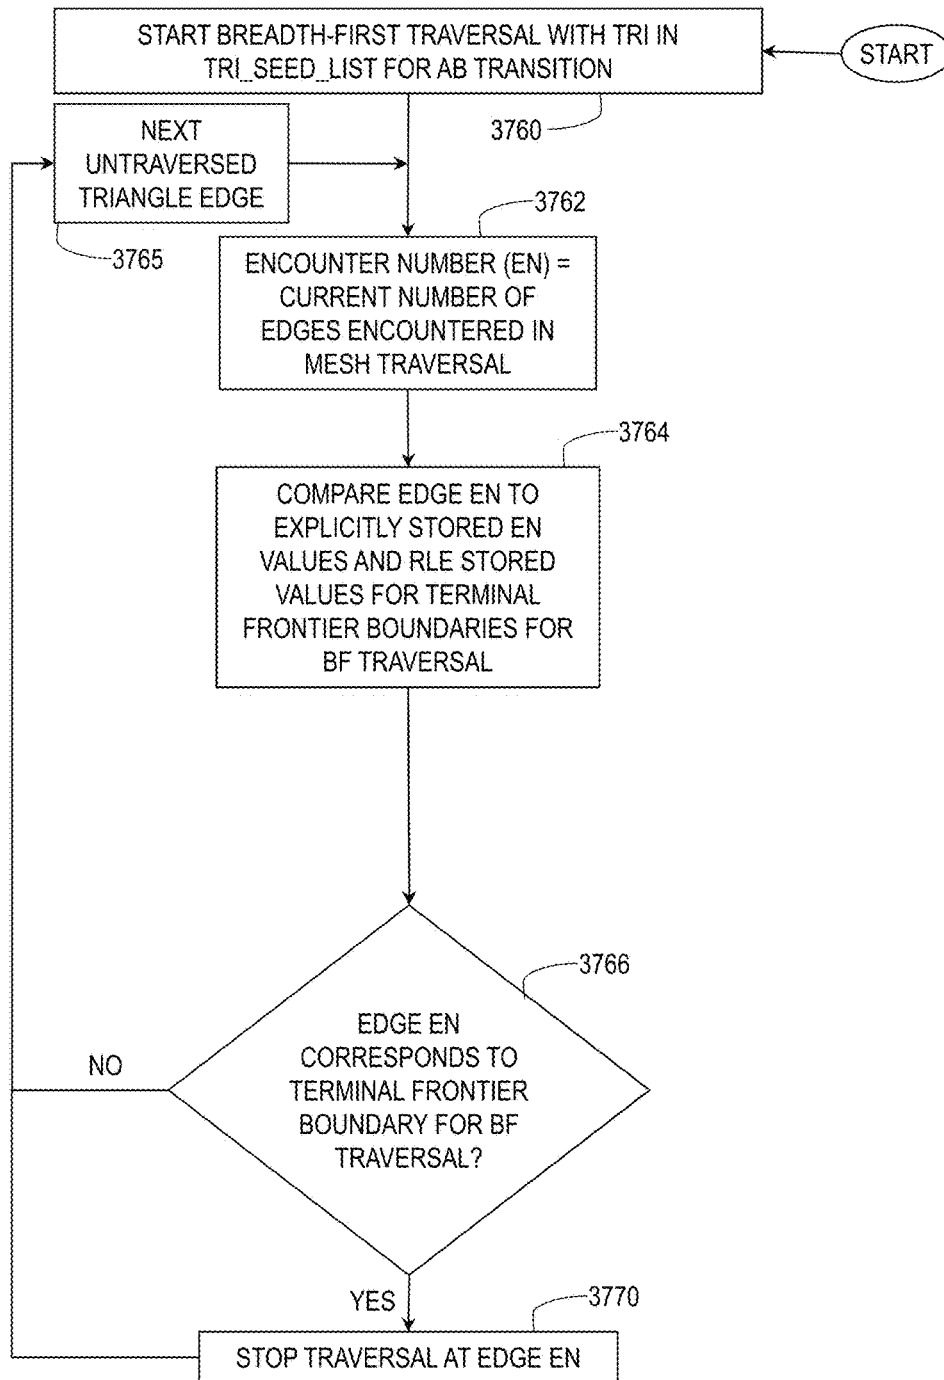 START BREADTH-FIRST TRAVERSAL WITH TRI IN
TRI_SEED_LIST FOR AB TRANSITION
START
3760
NEXT
UNTRAVERSED
TRIANGLE EDGE
3765
3762
ENCOUNTER NUMBER (EN) =
CURRENT NUMBER OF
EDGES ENCOUNTERED IN
MESH TRAVERSAL
3764
COMPARE EDGE EN TO
EXPLICITLY STORED EN
VALUES AND RLE STORED
VALUES FOR TERMINAL
FRONTIER BOUNDARIES FOR
BF TRAVERSAL
3766
EDGE EN
CORRESPONDS TO
TERMINAL FRONTIER
BOUNDARY FOR BF
TRAVERSAL?
NO
YES
3770
STOP TRAVERSAL AT EDGE EN